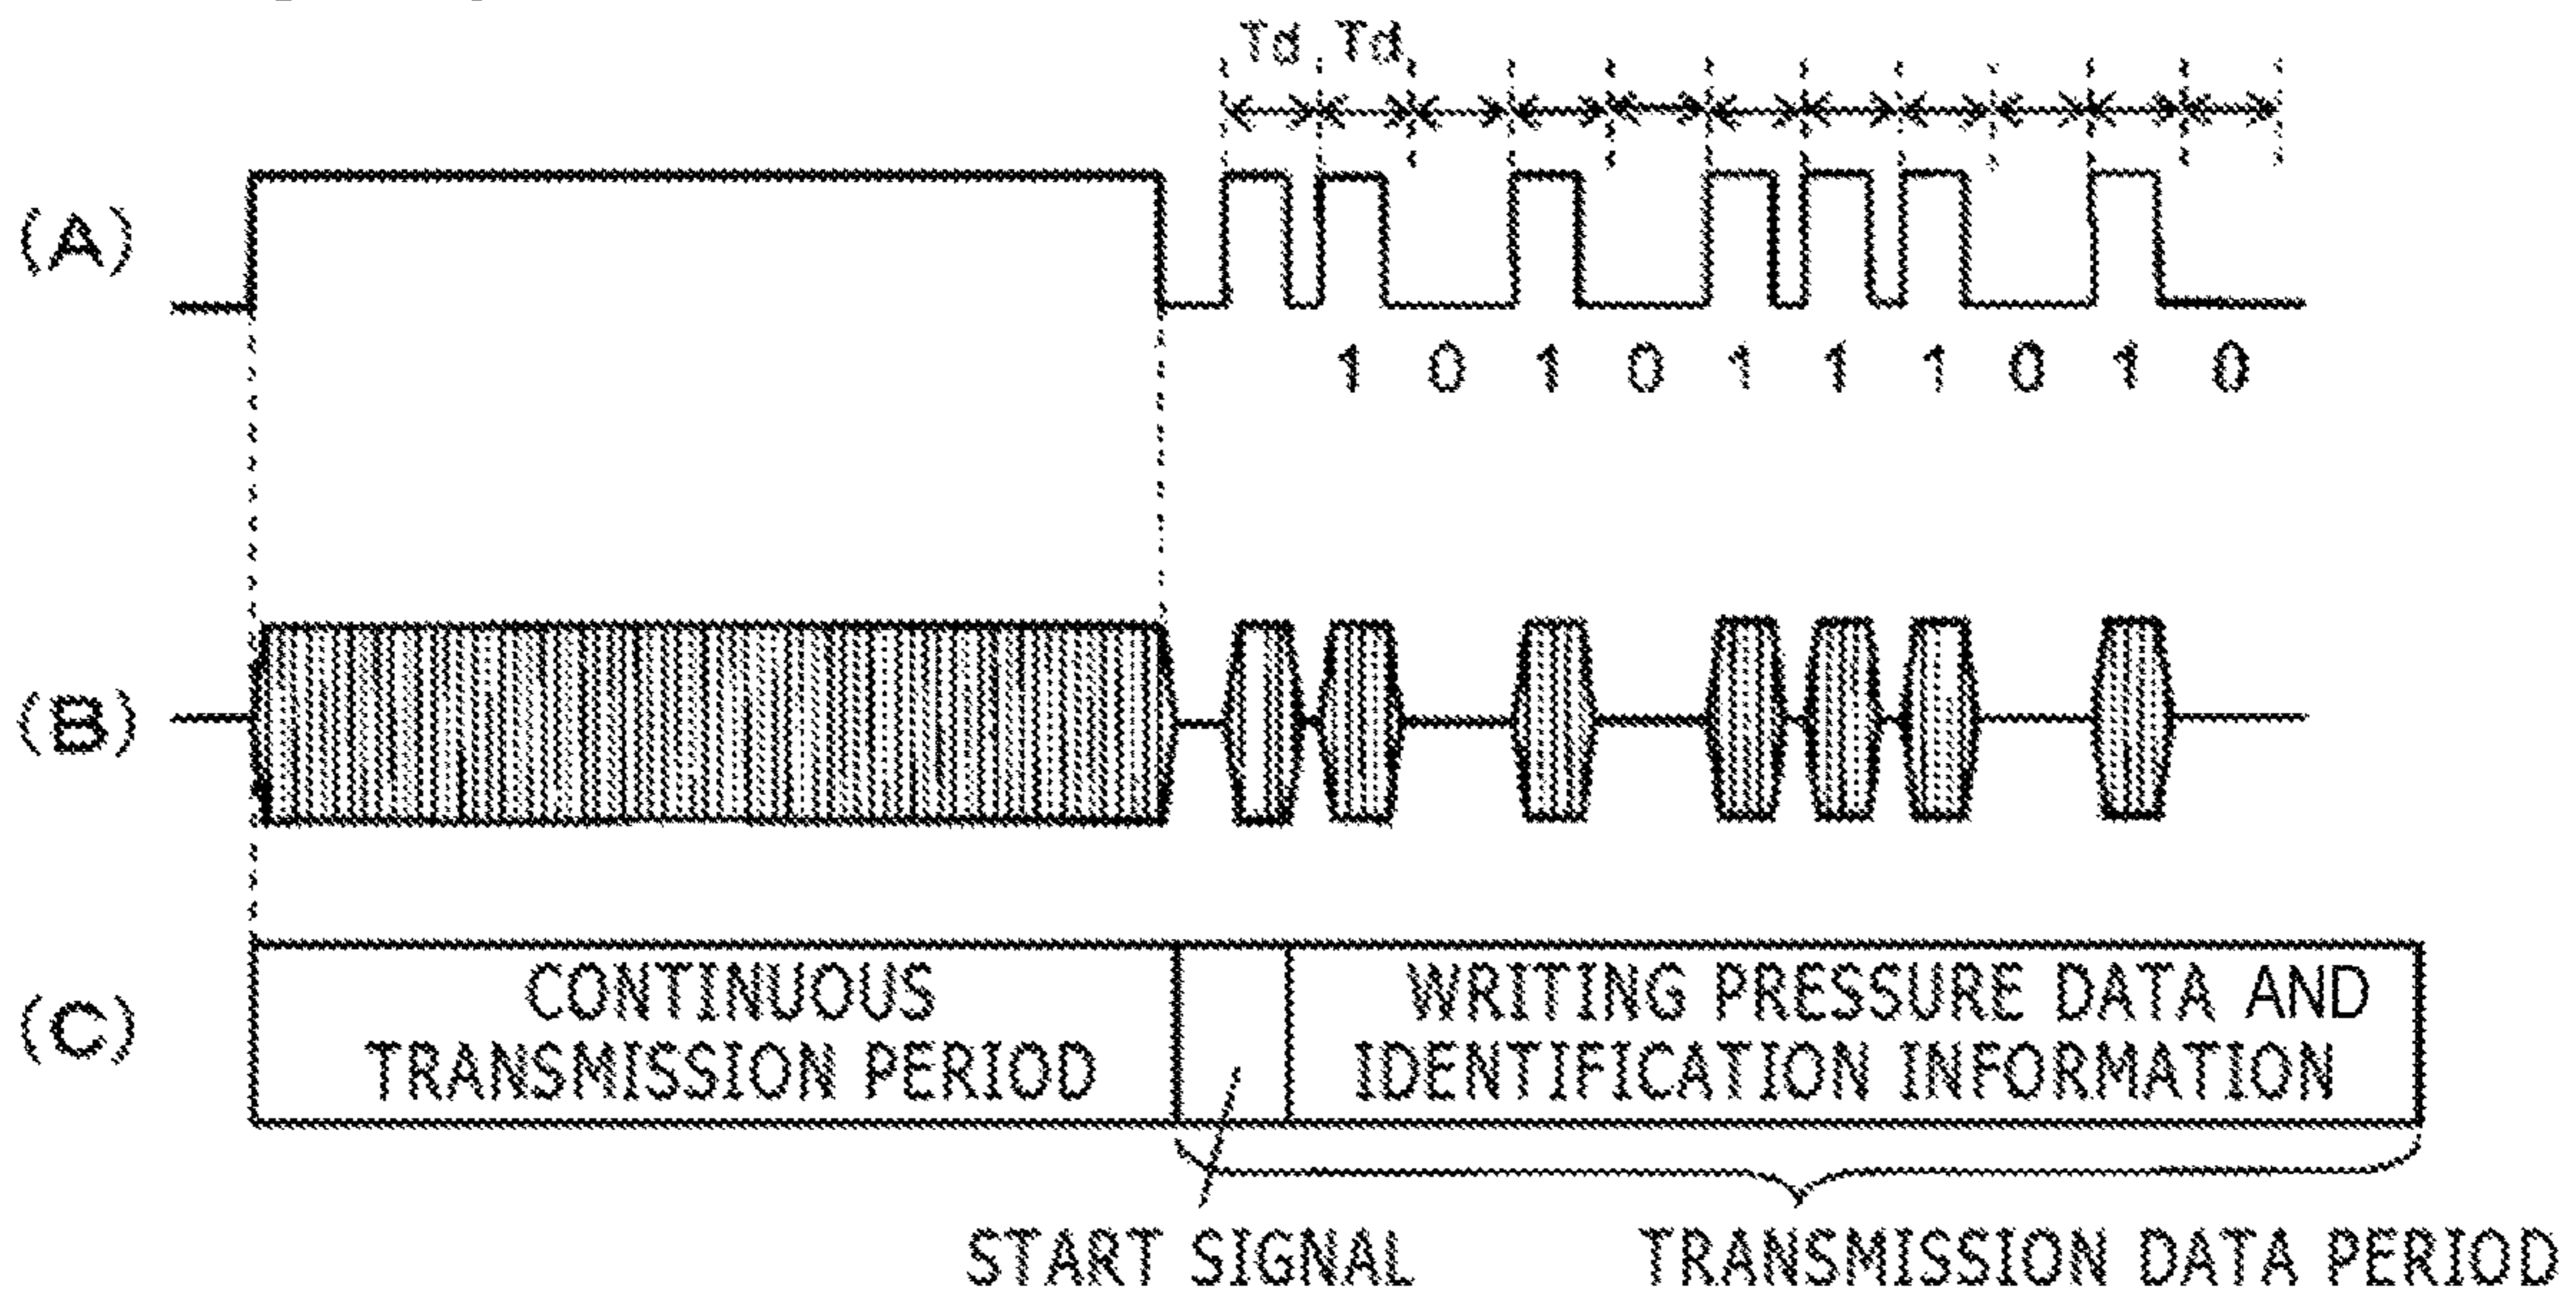 Td Td
(A)
1 0 1 0 1 1 1 0 1 0
(B)
(C)
CONTINUOUS
TRANSMISSION PERIOD
WRITING PRESSURE DATA AND
IDENTIFICATION INFORMATION
START SIGNAL
TRANSMISSION DATA PERIOD